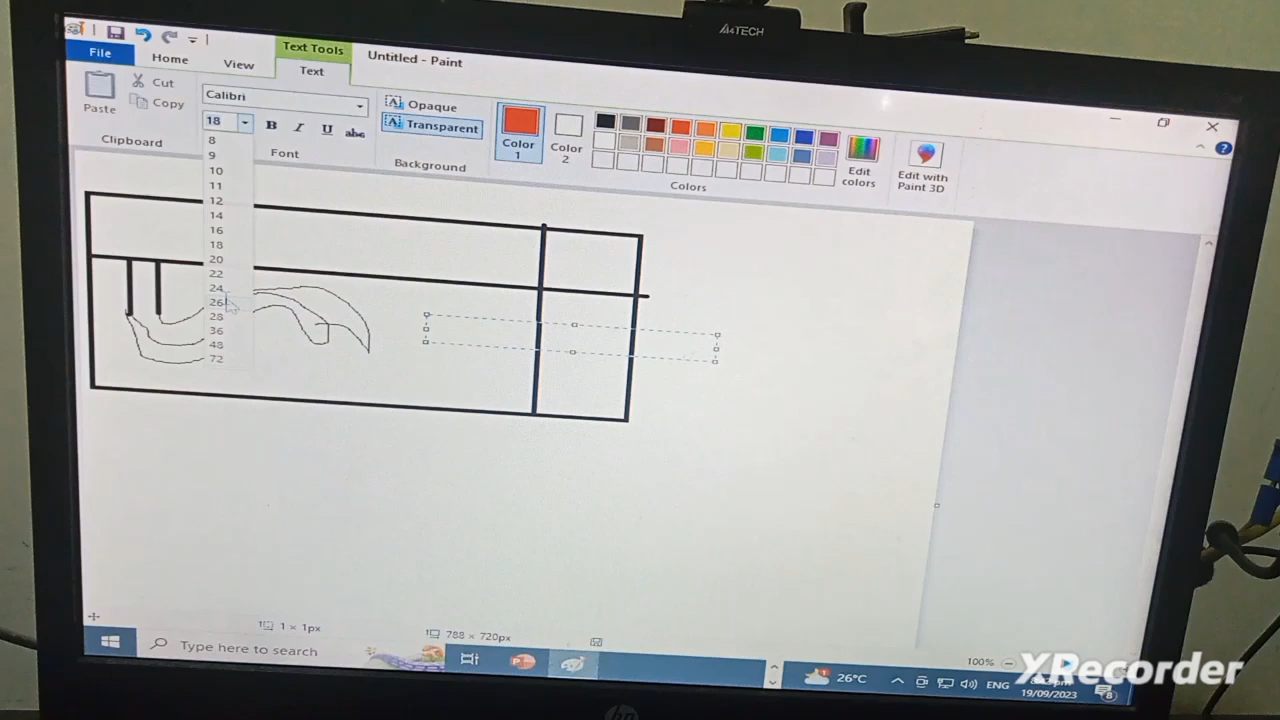 A4TECH
Untitled - Paint
Text Tools
File
Home
View
Text
Paste
Cut
Copy
Clipboard
Calibri
18
B I U abc
Font
A Opaque
A Transparent
Background
Color 1
Color 2
Colors
Edit colors
Edit with Paint 3D
8
9
10
11
12
14
16
18
20
22
24
26
28
36
48
72
1 × 1px
788 × 720px
100%
Type here to search
26°C
ENG
19/09/2023
8
XRecorder
hp